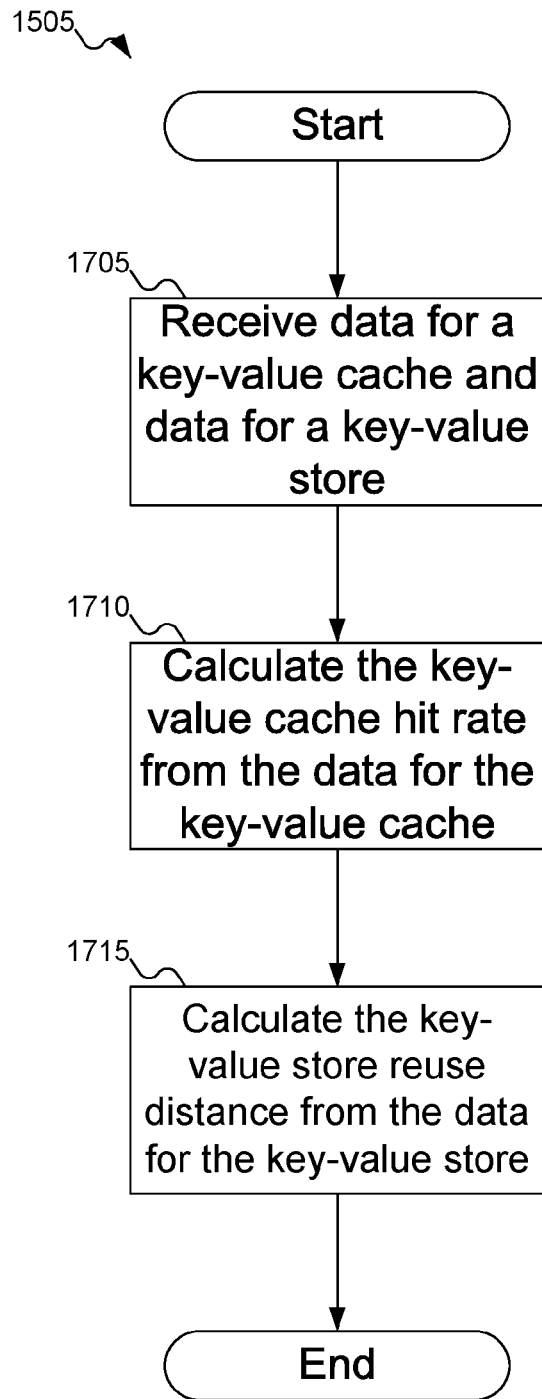 1505
Start
1705
Receive data for a
key-value cache and
data for a key-value
store
1710
Calculate the key-
value cache hit rate
from the data for the
key-value cache
1715
Calculate the key-
value store reuse
distance from the data
for the key-value store
End